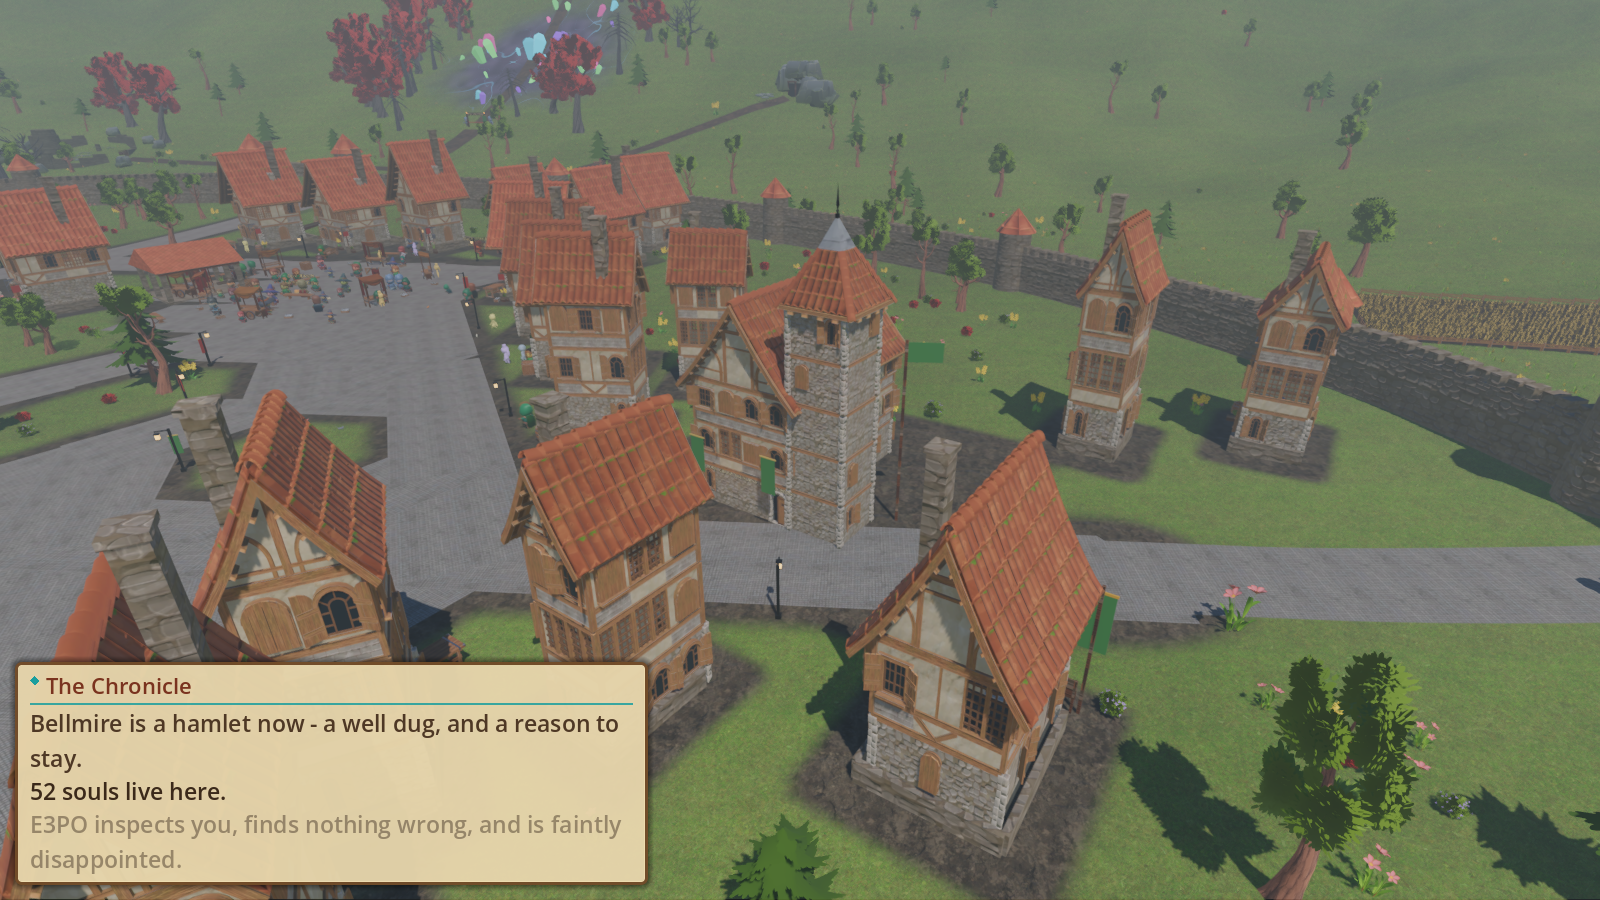 The Chronicle
Bellmire is a hamlet now - a well dug, and a reason to
stay.
52 souls live here.
E3PO inspects you, finds nothing wrong, and is faintly
disappointed.